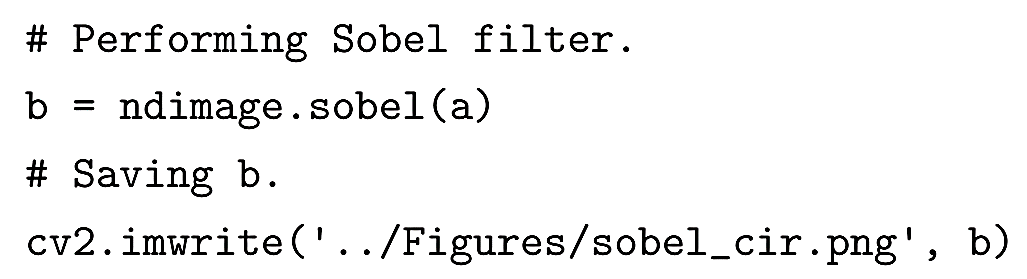 # Performing Sobel filter.
b = ndimage.sobel(a)
# Saving b.
cv2.imwrite('../Figures/sobel_cir.png', b)